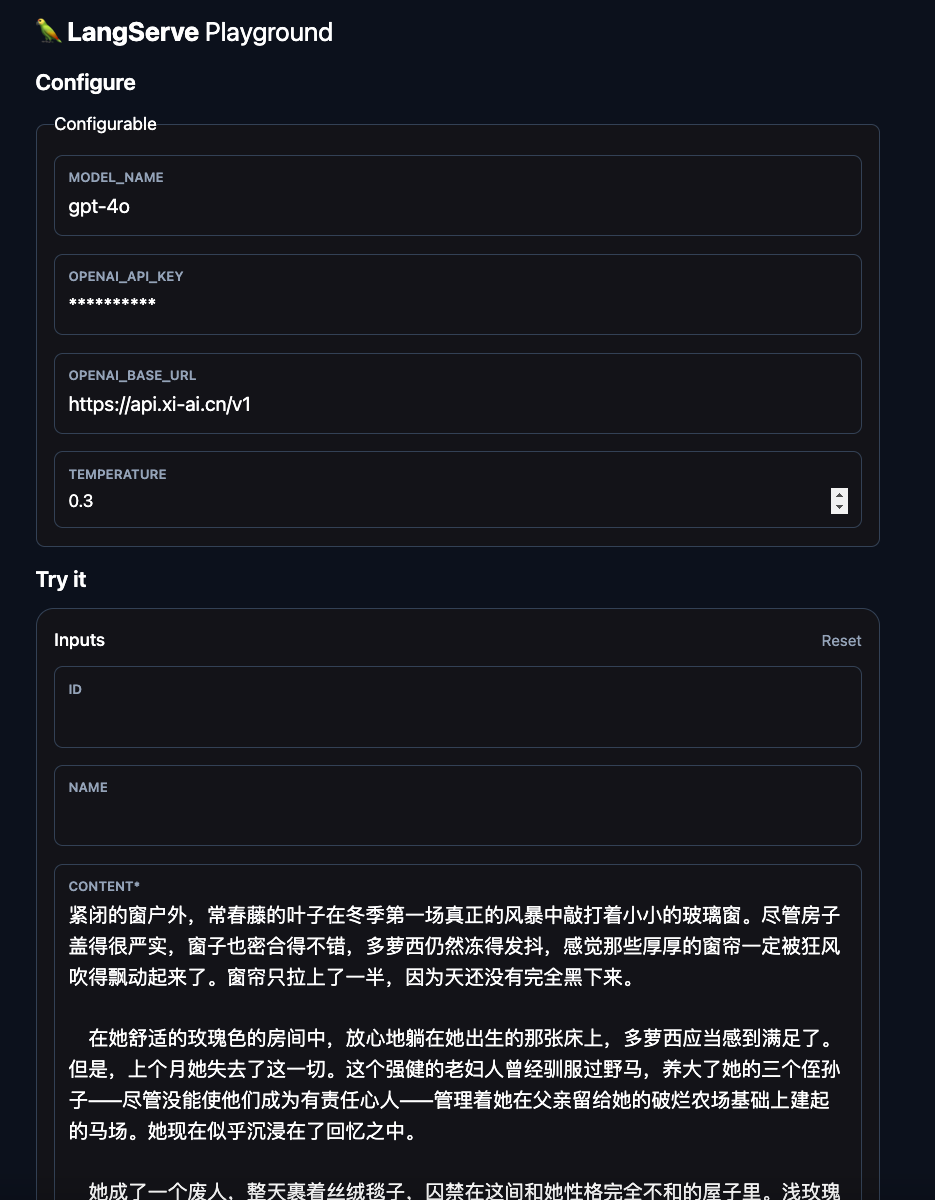 LangServe Playground
Configure
Configurable
MODEL_NAME
gpt-4o
OPENAI_API_KEY
**********
OPENAI_BASE_URL
https://api.xi-ai.cn/v1
TEMPERATURE
0.3
Try it
Inputs
Reset
ID
NAME
CONTENT*
紧闭的窗户外，常春藤的叶子在冬季第一场真正的风暴中敲打着小小的玻璃窗。尽管房子
盖得很严实，窗子也密合得不错，多萝西仍然冻得发抖，感觉那些厚厚的窗帘一定被狂风
吹得飘动起来了。窗帘只拉上了一半，因为天还没有完全黑下来。
在她舒适的玫瑰色的房间中，放心地躺在她出生的那张床上，多萝西应当感到满足了。
但是，上个月她失去了这一切。这个强健的老妇人曾经驯服过野马，养大了她的三个侄孙
子——尽管没能使他们成为有责任心人——管理着她在父亲留给她的破烂农场基础上建起
的马场。她现在似乎沉浸在了回忆之中。
她成了一个废人，整天裹着丝绒毯子，囚禁在这间和她性格完全不和的屋子里。浅玫瑰